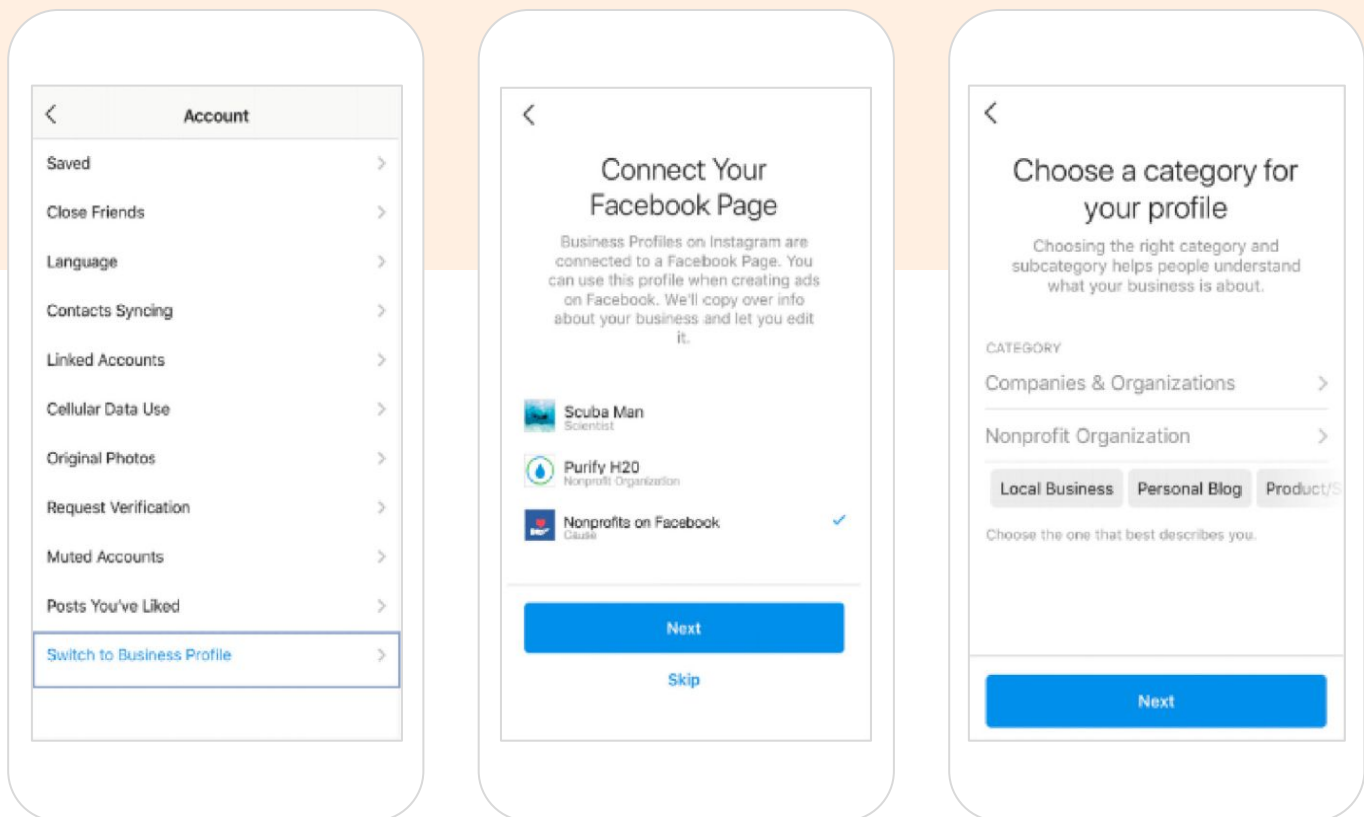 Account
Saved
Close Friends
Language
Contacts Syncing
Linked Accounts
Cellular Data Use
Original Photos
Request Verification
Muted Accounts
Posts You've Liked
Switch to Business Profile
Connect Your
Facebook Page
Business Profiles on Instagram are
connected to a Facebook Page. You
can use this profile when creating ads
on Facebook. We'll copy over info
about your business and let you edit
it.
Scuba Man
Scientist
Purify H20
Nonprofit Organization
Nonprofits on Facebook
Cause
Next
Skip
Choose a category for
your profile
Choosing the right category and
subcategory helps people understand
what your business is about.
CATEGORY
Companies & Organizations
Nonprofit Organization
Local Business Personal Blog Product/S
Choose the one that best describes you.
Next